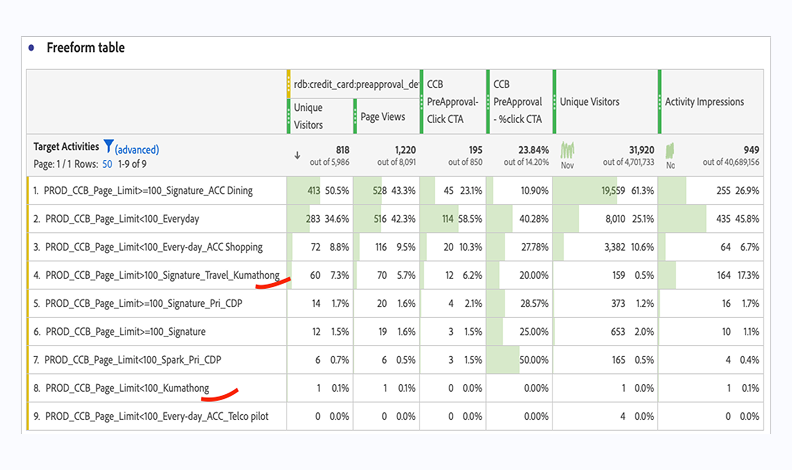 Freeform table
rdb:credit_card:preapproval_de
CCB PreApproval- Click CTA
CCB PreApproval - %click CTA
Unique Visitors
Activity Impressions
Unique Visitors
Page Views
Target Activities (advanced)
Page: 1 / 1 Rows: 50 1-9 of 9
818 out of 5,986
1,220 out of 8,091
195 out of 850
23.84% out of 14.20%
Nov 31,920 out of 4,701,733
949 out of 40,689,156
1. PROD_CCB_Page_Limit>=100_Signature_ACC Dining 413 50.5% 528 43.3% 45 23.1% 10.90% 19,559 61.3% 255 26.9%
2. PROD_CCB_Page_Limit<100_Everyday 283 34.6% 516 42.3% 114 58.5% 40.28% 8,010 25.1% 435 45.8%
3. PROD_CCB_Page_Limit<100_Every-day_ACC Shopping 72 8.8% 116 9.5% 20 10.3% 27.78% 3,382 10.6% 64 6.7%
4. PROD_CCB_Page_Limit<100_Signature_Travel_Kumathong 60 7.3% 70 5.7% 12 6.2% 20.00% 159 0.5% 164 17.3%
5. PROD_CCB_Page_Limit>=100_Signature_Pri_CDP 14 1.7% 20 1.6% 4 2.1% 28.57% 373 1.2% 16 1.7%
6. PROD_CCB_Page_Limit>=100_Signature 12 1.5% 19 1.6% 3 1.5% 25.00% 653 2.0% 10 1.1%
7. PROD_CCB_Page_Limit<100_Spark_Pri_CDP 6 0.7% 6 0.5% 3 1.5% 50.00% 165 0.5% 4 0.4%
8. PROD_CCB_Page_Limit<100_Kumathong 1 0.1% 1 0.1% 0 0.0% 0.00% 1 0.0% 1 0.1%
9. PROD_CCB_Page_Limit<100_Every-day_ACC_Telco pilot 0 0.0% 0 0.0% 0 0.0% 0.00% 4 0.0% 0 0.0%